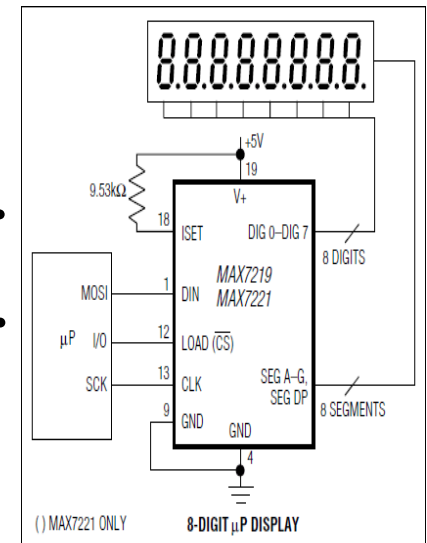 8.8.8.8.8.8.8.8.
+5V
19
V+
9.53kΩ
18
ISET
DIG 0–DIG 7
8 DIGITS
MAX7219
MAX7221
MOSI
1
DIN
μP
I/O
12
LOAD (C̅S̅)
SCK
13
CLK
SEG A–G,
SEG DP
8 SEGMENTS
9
GND
GND
4
( ) MAX7221 ONLY
8-DIGIT μP DISPLAY